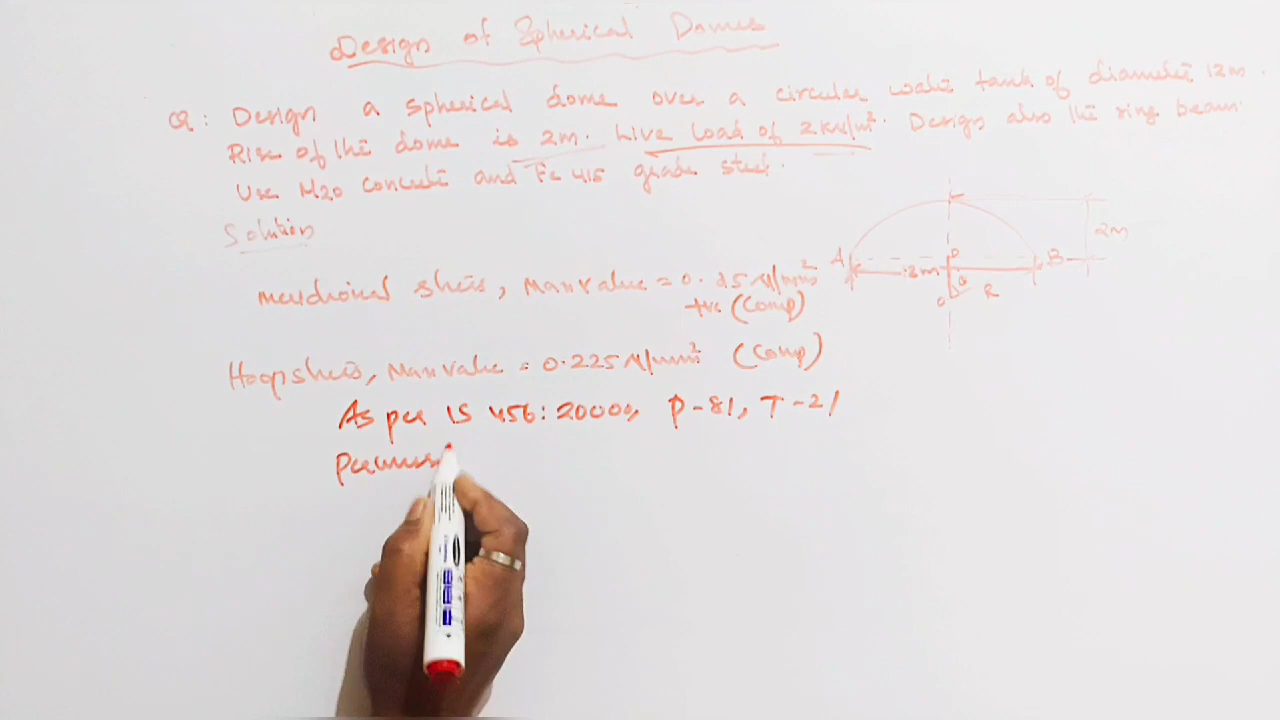 Design of Spherical Domes
Q: Design a spherical dome over a circular water tank of diameter 12m.
Rise of the dome is 2m. Live Load of 2kN/m². Design also the ring beam.
Use M20 concrete and Fe 415 grade steel.
Solution
2m
A 12m D B
O θ R
Meridional stress, Max value = 0. N/mm²
+ve (Comp)
Hoop stress, Max value = 0.225 N/mm² (Comp)
As per IS 456: 2000, P-81, T-21